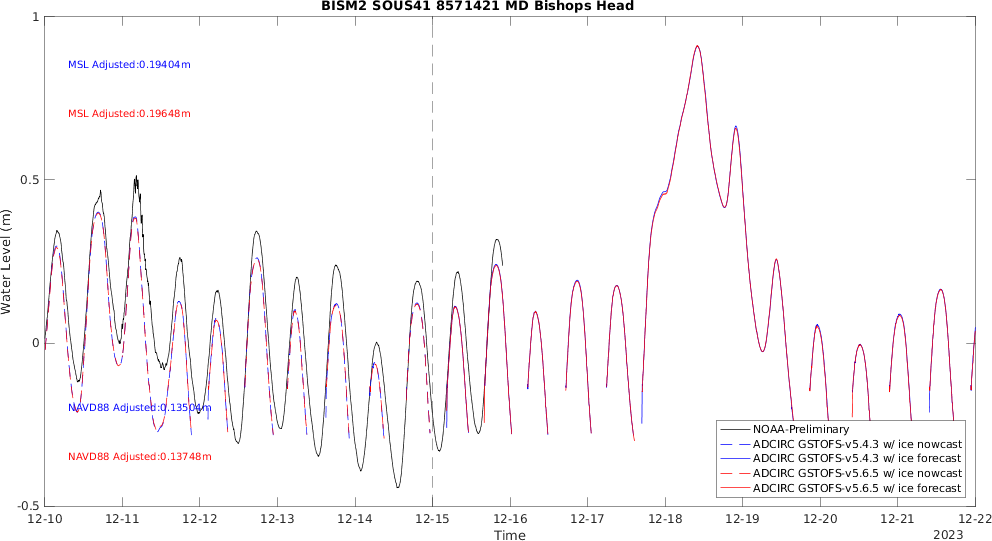 BISM2 SOUS41 8571421 MD Bishops Head
1
MSL Adjusted:0.19404m
MSL Adjusted:0.19648m
0.5
Water Level (m)
0
NAVD88 Adjusted:0.13504m
NAVD88 Adjusted:0.13748m
NOAA-Preliminary
ADCIRC GSTOFS-v5.4.3 w/ ice nowcast
ADCIRC GSTOFS-v5.4.3 w/ ice forecast
ADCIRC GSTOFS-v5.6.5 w/ ice nowcast
ADCIRC GSTOFS-v5.6.5 w/ ice forecast
-0.5
12-10 12-11 12-12 12-13 12-14 12-15 12-16 12-17 12-18 12-19 12-20 12-21 12-22
Time
2023